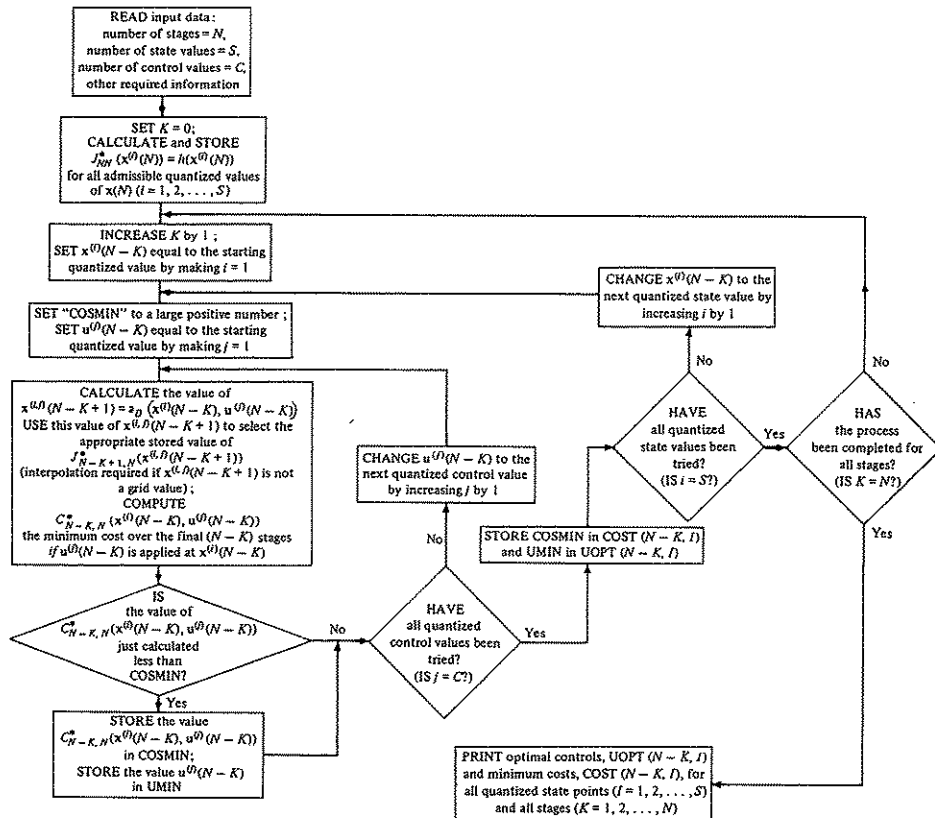 READ input data:
number of stages = N,
number of state values = S,
number of control values = C,
other required information
SET K = 0;
CALCULATE and STORE
J*NN (x⁽ⁱ⁾(N)) = h(x⁽ⁱ⁾(N))
for all admissible quantized values
of x(N) (i = 1, 2, . . . , S)
INCREASE K by 1 ;
SET x⁽ⁱ⁾(N − K) equal to the starting
quantized value by making i = 1
SET "COSMIN" to a large positive number ;
SET u⁽ʲ⁾(N − K) equal to the starting
quantized value by making j = 1
CALCULATE the value of
x⁽ⁱ,ʲ⁾(N − K + 1) = a_D (x⁽ⁱ⁾(N − K), u⁽ʲ⁾(N − K))
USE this value of x⁽ⁱ,ʲ⁾(N − K + 1) to select the
appropriate stored value of
J*N−K+1,N(x⁽ⁱ,ʲ⁾(N − K + 1))
(interpolation required if x⁽ⁱ,ʲ⁾(N − K + 1) is not
a grid value) ;
COMPUTE
C*N−K,N(x⁽ⁱ⁾(N − K), u⁽ʲ⁾(N − K))
the minimum cost over the final (N − K) stages
if u⁽ʲ⁾(N − K) is applied at x⁽ⁱ⁾(N − K)
IS
the value of
C*N−K,N(x⁽ⁱ⁾(N − K), u⁽ʲ⁾(N − K))
just calculated
less than
COSMIN?
No
Yes
STORE the value
C*N−K,N(x⁽ⁱ⁾(N − K), u⁽ʲ⁾(N − K))
in COSMIN;
STORE the value u⁽ʲ⁾(N − K)
in UMIN
CHANGE u⁽ʲ⁾(N − K) to the
next quantized control value
by increasing j by 1
No
HAVE
all quantized
control values been
tried?
(IS j = C?)
Yes
STORE COSMIN in COST (N − K, I)
and UMIN in UOPT (N − K, I)
CHANGE x⁽ⁱ⁾(N − K) to the
next quantized state value by
increasing i by 1
No
HAVE
all quantized
state values been
tried?
(IS i = S?)
Yes
No
HAS
the process
been completed for
all stages?
(IS K = N?)
Yes
PRINT optimal controls, UOPT (N − K, I)
and minimum costs, COST (N − K, I), for
all quantized state points (I = 1, 2, . . . , S)
and all stages (K = 1, 2, . . . , N)